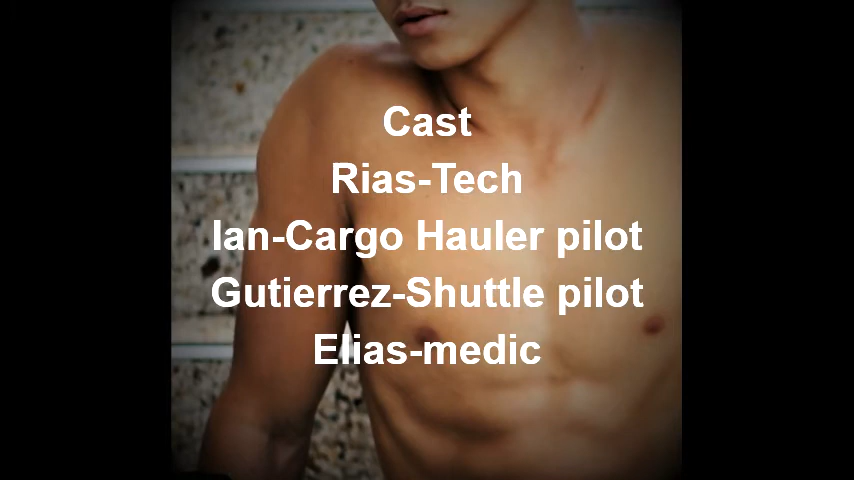 Cast
Rias-Tech
Ian-Cargo Hauler pilot
Gutierrez-Shuttle pilot
Elias-medic